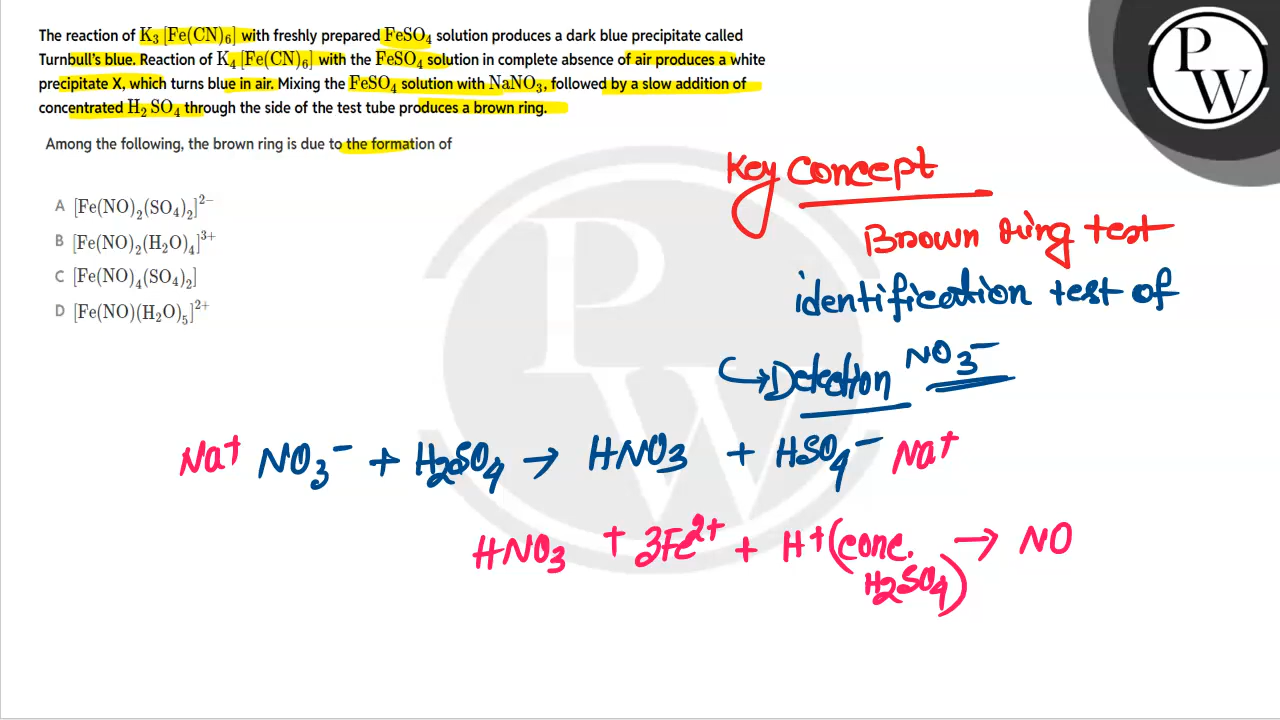 The reaction of K₃[Fe(CN)₆] with freshly prepared FeSO₄ solution produces a dark blue precipitate called
Turnbull's blue. Reaction of K₄[Fe(CN)₆] with the FeSO₄ solution in complete absence of air produces a white
precipitate X, which turns blue in air. Mixing the FeSO₄ solution with NaNO₃, followed by a slow addition of
concentrated H₂SO₄ through the side of the test tube produces a brown ring.
Among the following, the brown ring is due to the formation of
A [Fe(NO)₂(SO₄)₂]²⁻
B [Fe(NO)₂(H₂O)₄]³⁺
C [Fe(NO)₄(SO₄)₂]
D [Fe(NO)(H₂O)₅]²⁺
P
W
Key concept
Brown ring test
identification test of
↪Detection NO₃⁻
Na⁺ NO₃⁻ + H₂SO₄ → HNO₃ + HSO₄⁻ Na⁺
HNO₃ + 3Fe²⁺ + H⁺(conc. → NO
H₂SO₄)
P
W